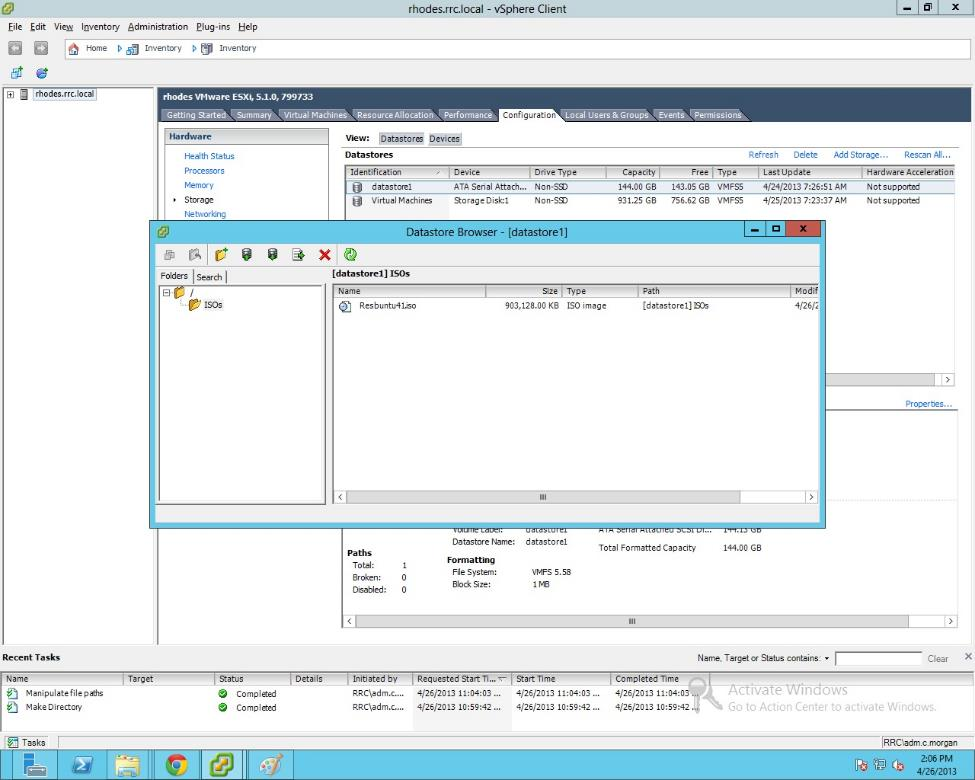 rhodes.rrc.local - vSphere Client
File Edit View Inventory Administration Plug-ins Help
Home Inventory Inventory
rhodes.rrc.local
rhodes VMware ESXi, 5.1.0, 799733
Getting Started Summary Virtual Machines Resource Allocation Performance Configuration Local Users & Groups Events Permissions
Hardware
Health Status
Processors
Memory
Storage
Networking
View: Datastores Devices
Datastores
Refresh Delete Add Storage... Rescan All...
Identification Device Drive Type Capacity Free Type Last Update Hardware Acceleration
datastore1 ATA Serial Attach... Non-SSD 144.00 GB 143.05 GB VMFS5 4/24/2013 7:26:51 AM Not supported
Virtual Machines Storage Disk:1 Non-SSD 931.25 GB 756.62 GB VMFS5 4/25/2013 7:23:37 AM Not supported
Datastore Browser - [datastore1]
Folders Search
/
ISOs
[datastore1] ISOs
Name Size Type Path Modif
Resbuntu41.iso 903,128.00 KB ISO image [datastore1] ISOs 4/26/2
Properties...
Volume Label: datastore1 ATA Serial Attached SCSI Di... 144.13 GB
Datastore Name: datastore1
Total Formatted Capacity 144.00 GB
Paths
Total: 1
Broken: 0
Disabled: 0
Formatting
File System: VMFS 5.58
Block Size: 1 MB
Recent Tasks
Name, Target or Status contains: Clear
Name Target Status Details Initiated by Requested Start Ti... Start Time Completed Time
Manipulate file paths Completed RRC\adm.c.... 4/26/2013 11:04:03 ... 4/26/2013 11:04:03 ... 4/26/2013 11:04:03 ...
Make Directory Completed RRC\adm.c.... 4/26/2013 10:59:42 ... 4/26/2013 10:59:42 ... 4/26/2013 10:59:42 ...
Activate Windows
Go to Action Center to activate Windows.
Tasks
RRC\adm.c.morgan
2:06 PM
4/26/2013